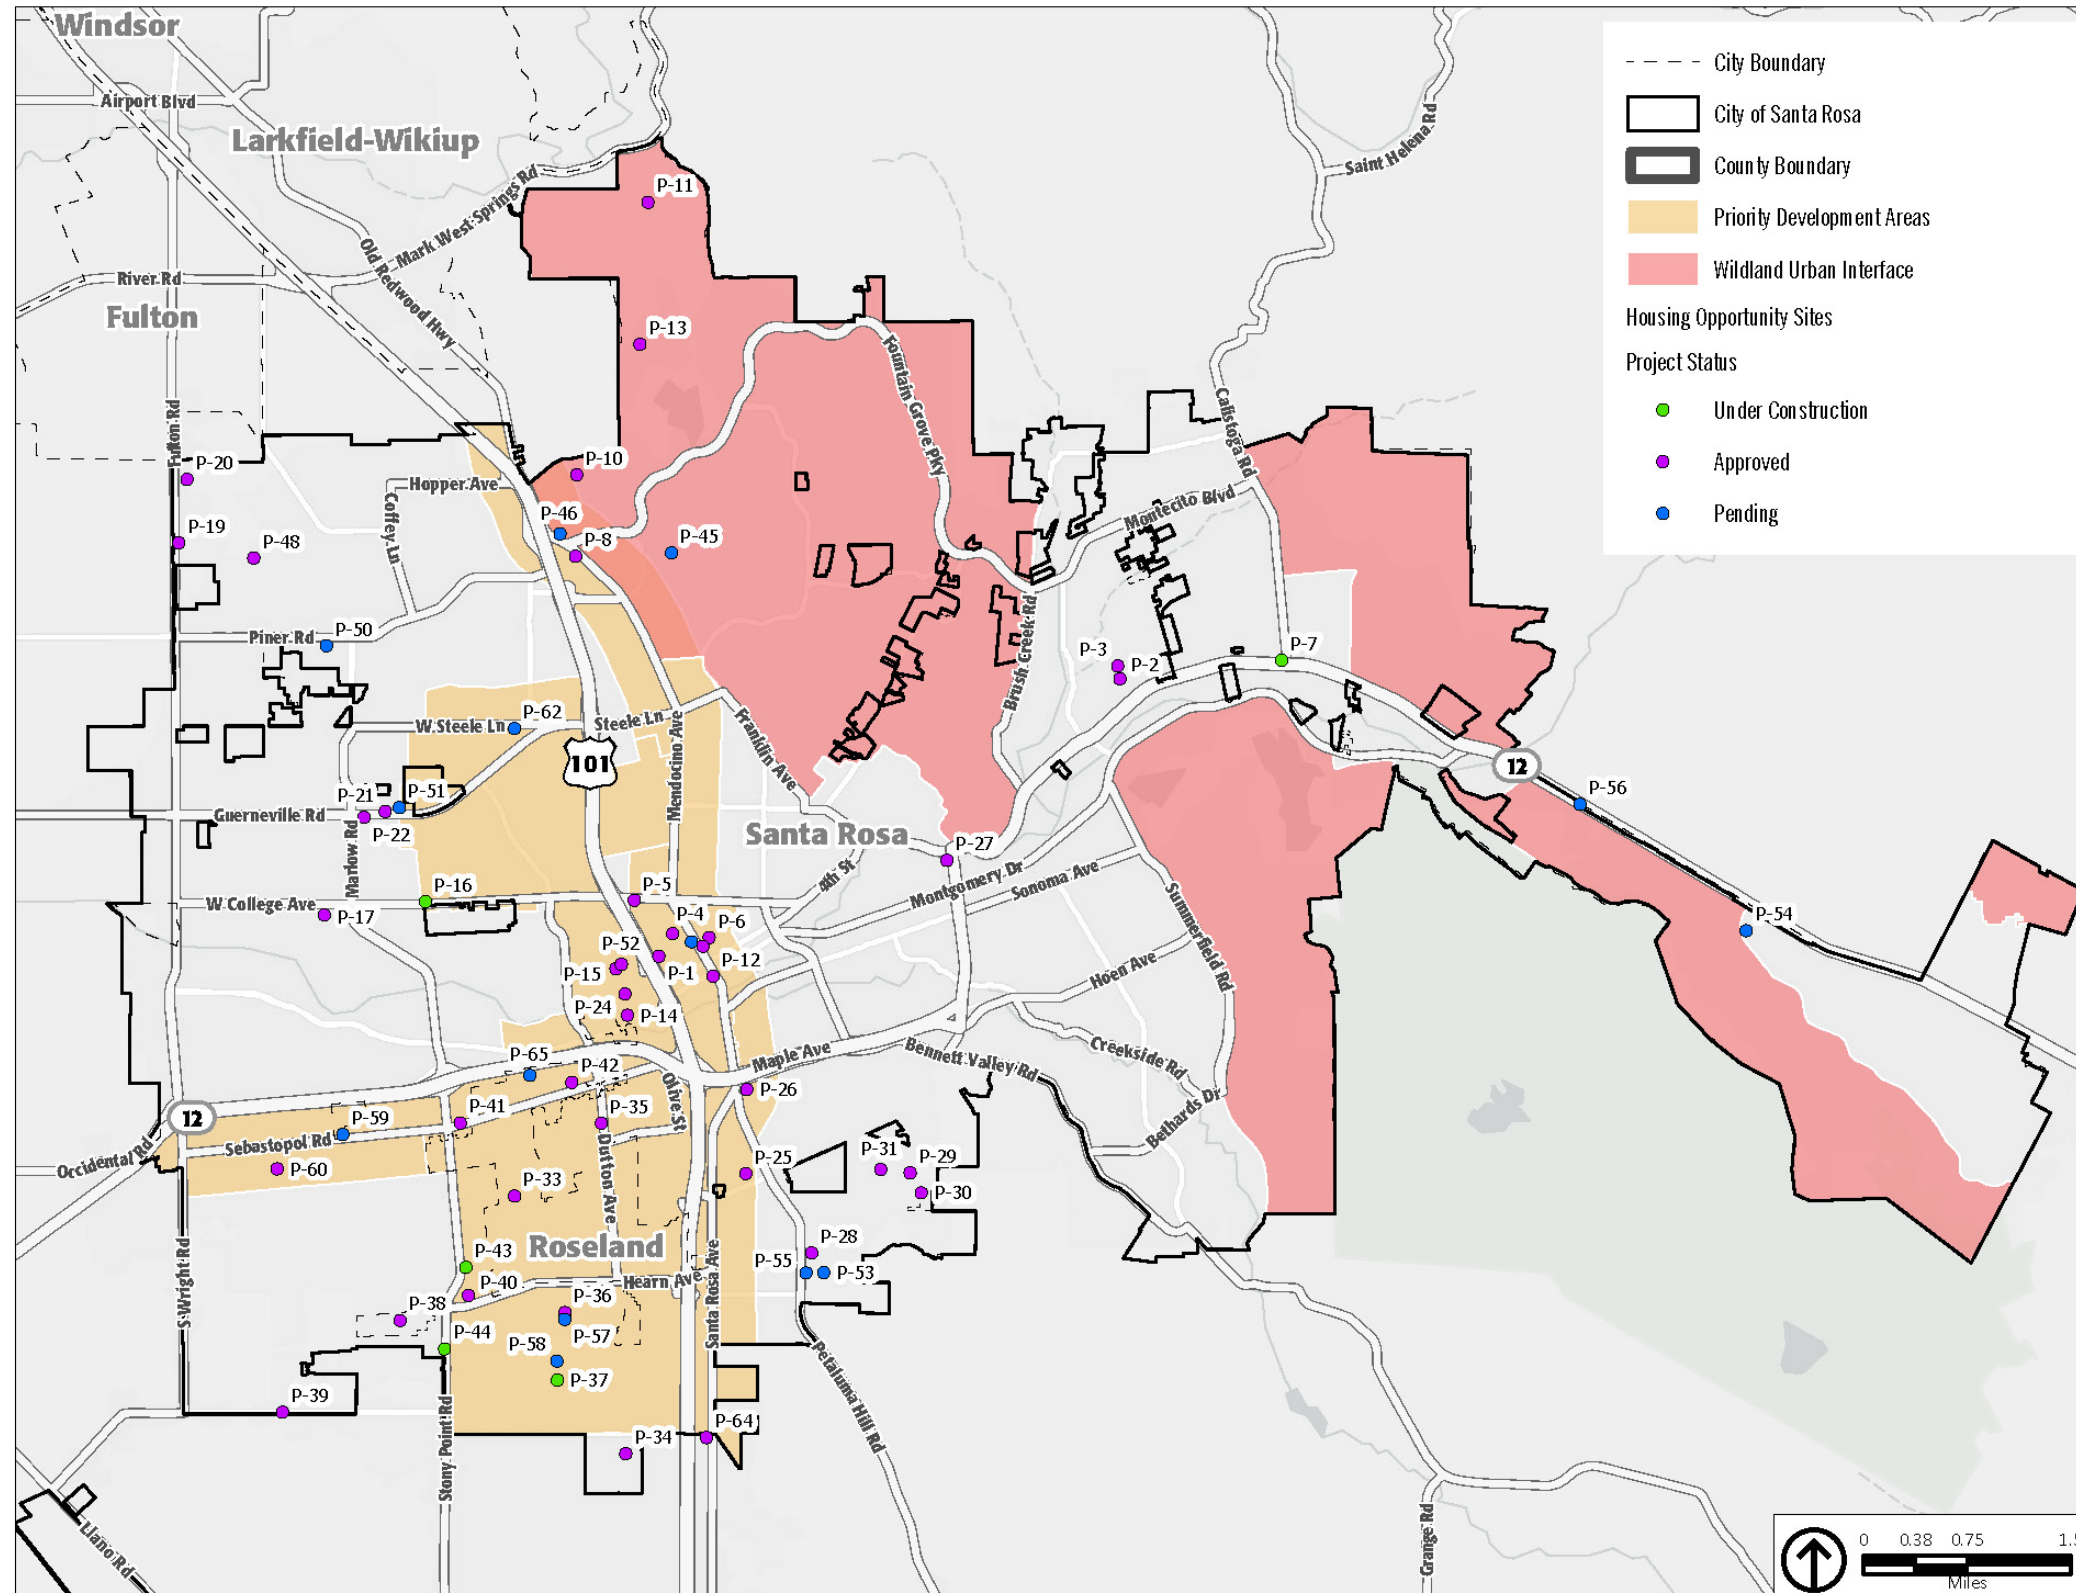 Windsor
City Boundary
Airport Blvd
City of Santa Rosa
Larkfield-Wikiup
Saint Helena Rd
County Boundary
P-11
Mark West Springs Rd
Priority Development Areas
Old Redwood Hwy
Wildland Urban Interface
River Rd
Fulton
Housing Opportunity Sites
P-13
Fountain Grove Pky
Project Status
Calistoga Rd
Under Construction
Fulton Rd
P-20
P-10
Approved
Hopper Ave
Coffey Ln
Montecito Blvd
P-46
Pending
P-19
P-48
P-8
P-45
Piner Rd
P-50
Brush Creek Rd
P-3
P-2
P-7
P-62
W Steele Ln
Steele Ln
Mendocino Ave
Franklin Ave
101
12
P-21
P-51
P-56
Guerneville Rd
P-22
Santa Rosa
Marlow Rd
P-27
4th St
Montgomery Dr
Sonoma Ave
P-16
P-5
W College Ave
P-17
P-4
P-6
Summerfield Rd
P-54
P-52
P-15
P-1
P-12
Hoen Ave
P-24
P-14
Maple Ave
Bennett Valley Rd
Creekside Rd
P-65
P-42
Olive St
P-26
12
P-59
P-41
P-35
Bethards Dr
Occidental Rd
Sebastopol Rd
P-60
Dutton Ave
P-25
P-31
P-29
P-30
P-33
S Wright Rd
P-43
Roseland
P-28
P-55
P-53
P-40
Hearn Ave
Santa Rosa Ave
P-38
P-36
P-44
P-57
P-58
P-37
Petaluma Hill Rd
P-39
Stony Point Rd
P-34
P-64
Llano Rd
Grange Rd
0 0.38 0.75 1.5
Miles